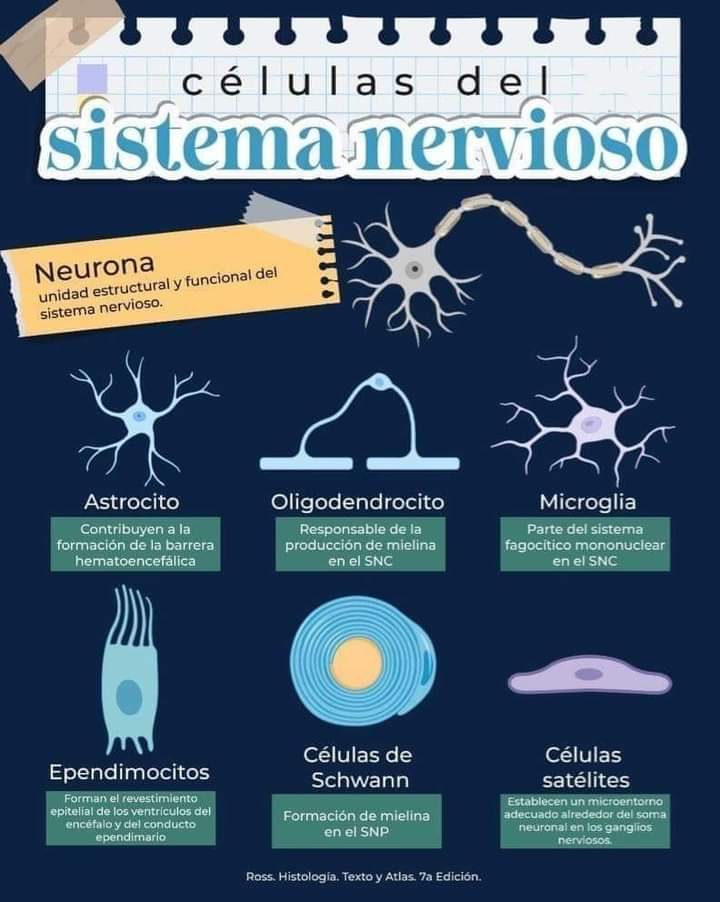 células del
sistema nervioso
Neurona
unidad estructural y funcional del
sistema nervioso.
Astrocito
Contribuyen a la
formación de la barrera
hematoencefálica
Oligodendrocito
Responsable de la
producción de mielina
en el SNC
Microglia
Parte del sistema
fagocítico mononuclear
en el SNC
Ependimocitos
Forman el revestimiento
epitelial de los ventrículos del
encéfalo y del conducto
ependimario
Células de
Schwann
Formación de mielina
en el SNP
Células
satélites
Establecen un microentorno
adecuado alrededor del soma
neuronal en los ganglios
nerviosos.
Ross. Histología. Texto y Atlas. 7a Edición.